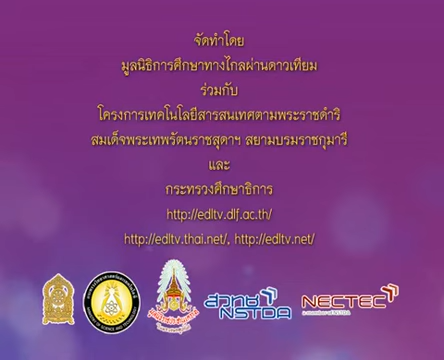 จัดทำโดย
มูลนิธิการศึกษาทางไกลผ่านดาวเทียม
ร่วมกับ
โครงการเทคโนโลยีสารสนเทศตามพระราชดำริ
สมเด็จพระเทพรัตนราชสุดาฯ สยามบรมราชกุมารี
และ
กระทรวงศึกษาธิการ
http://edltv.dlf.ac.th/
http://edltv.thai.net/, http://edltv.net/
สวทช
NSTDA
NECTEC
a member of NSTDA